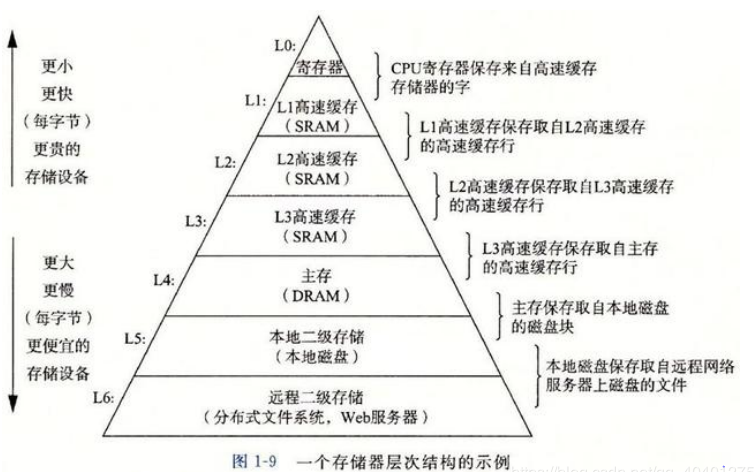 更小
更快
（每字节）
更贵的
存储设备
更大
更慢
（每字节）
更便宜的
存储设备
L0:
寄存器
L1:
L1高速缓存
（SRAM）
L2:
L2高速缓存
（SRAM）
L3:
L3高速缓存
（SRAM）
L4:
主存
（DRAM）
L5:
本地二级存储
（本地磁盘）
L6:
远程二级存储
（分布式文件系统，Web服务器）
CPU寄存器保存来自高速缓存
存储器的字
L1高速缓存保存取自L2高速缓存
的高速缓存行
L2高速缓存保存取自L3高速缓存
的高速缓存行
L3高速缓存保存取自主存
的高速缓存行
主存保存取自本地磁盘
的磁盘块
本地磁盘保存取自远程网络
服务器上磁盘的文件
图 1-9 一个存储器层次结构的示例